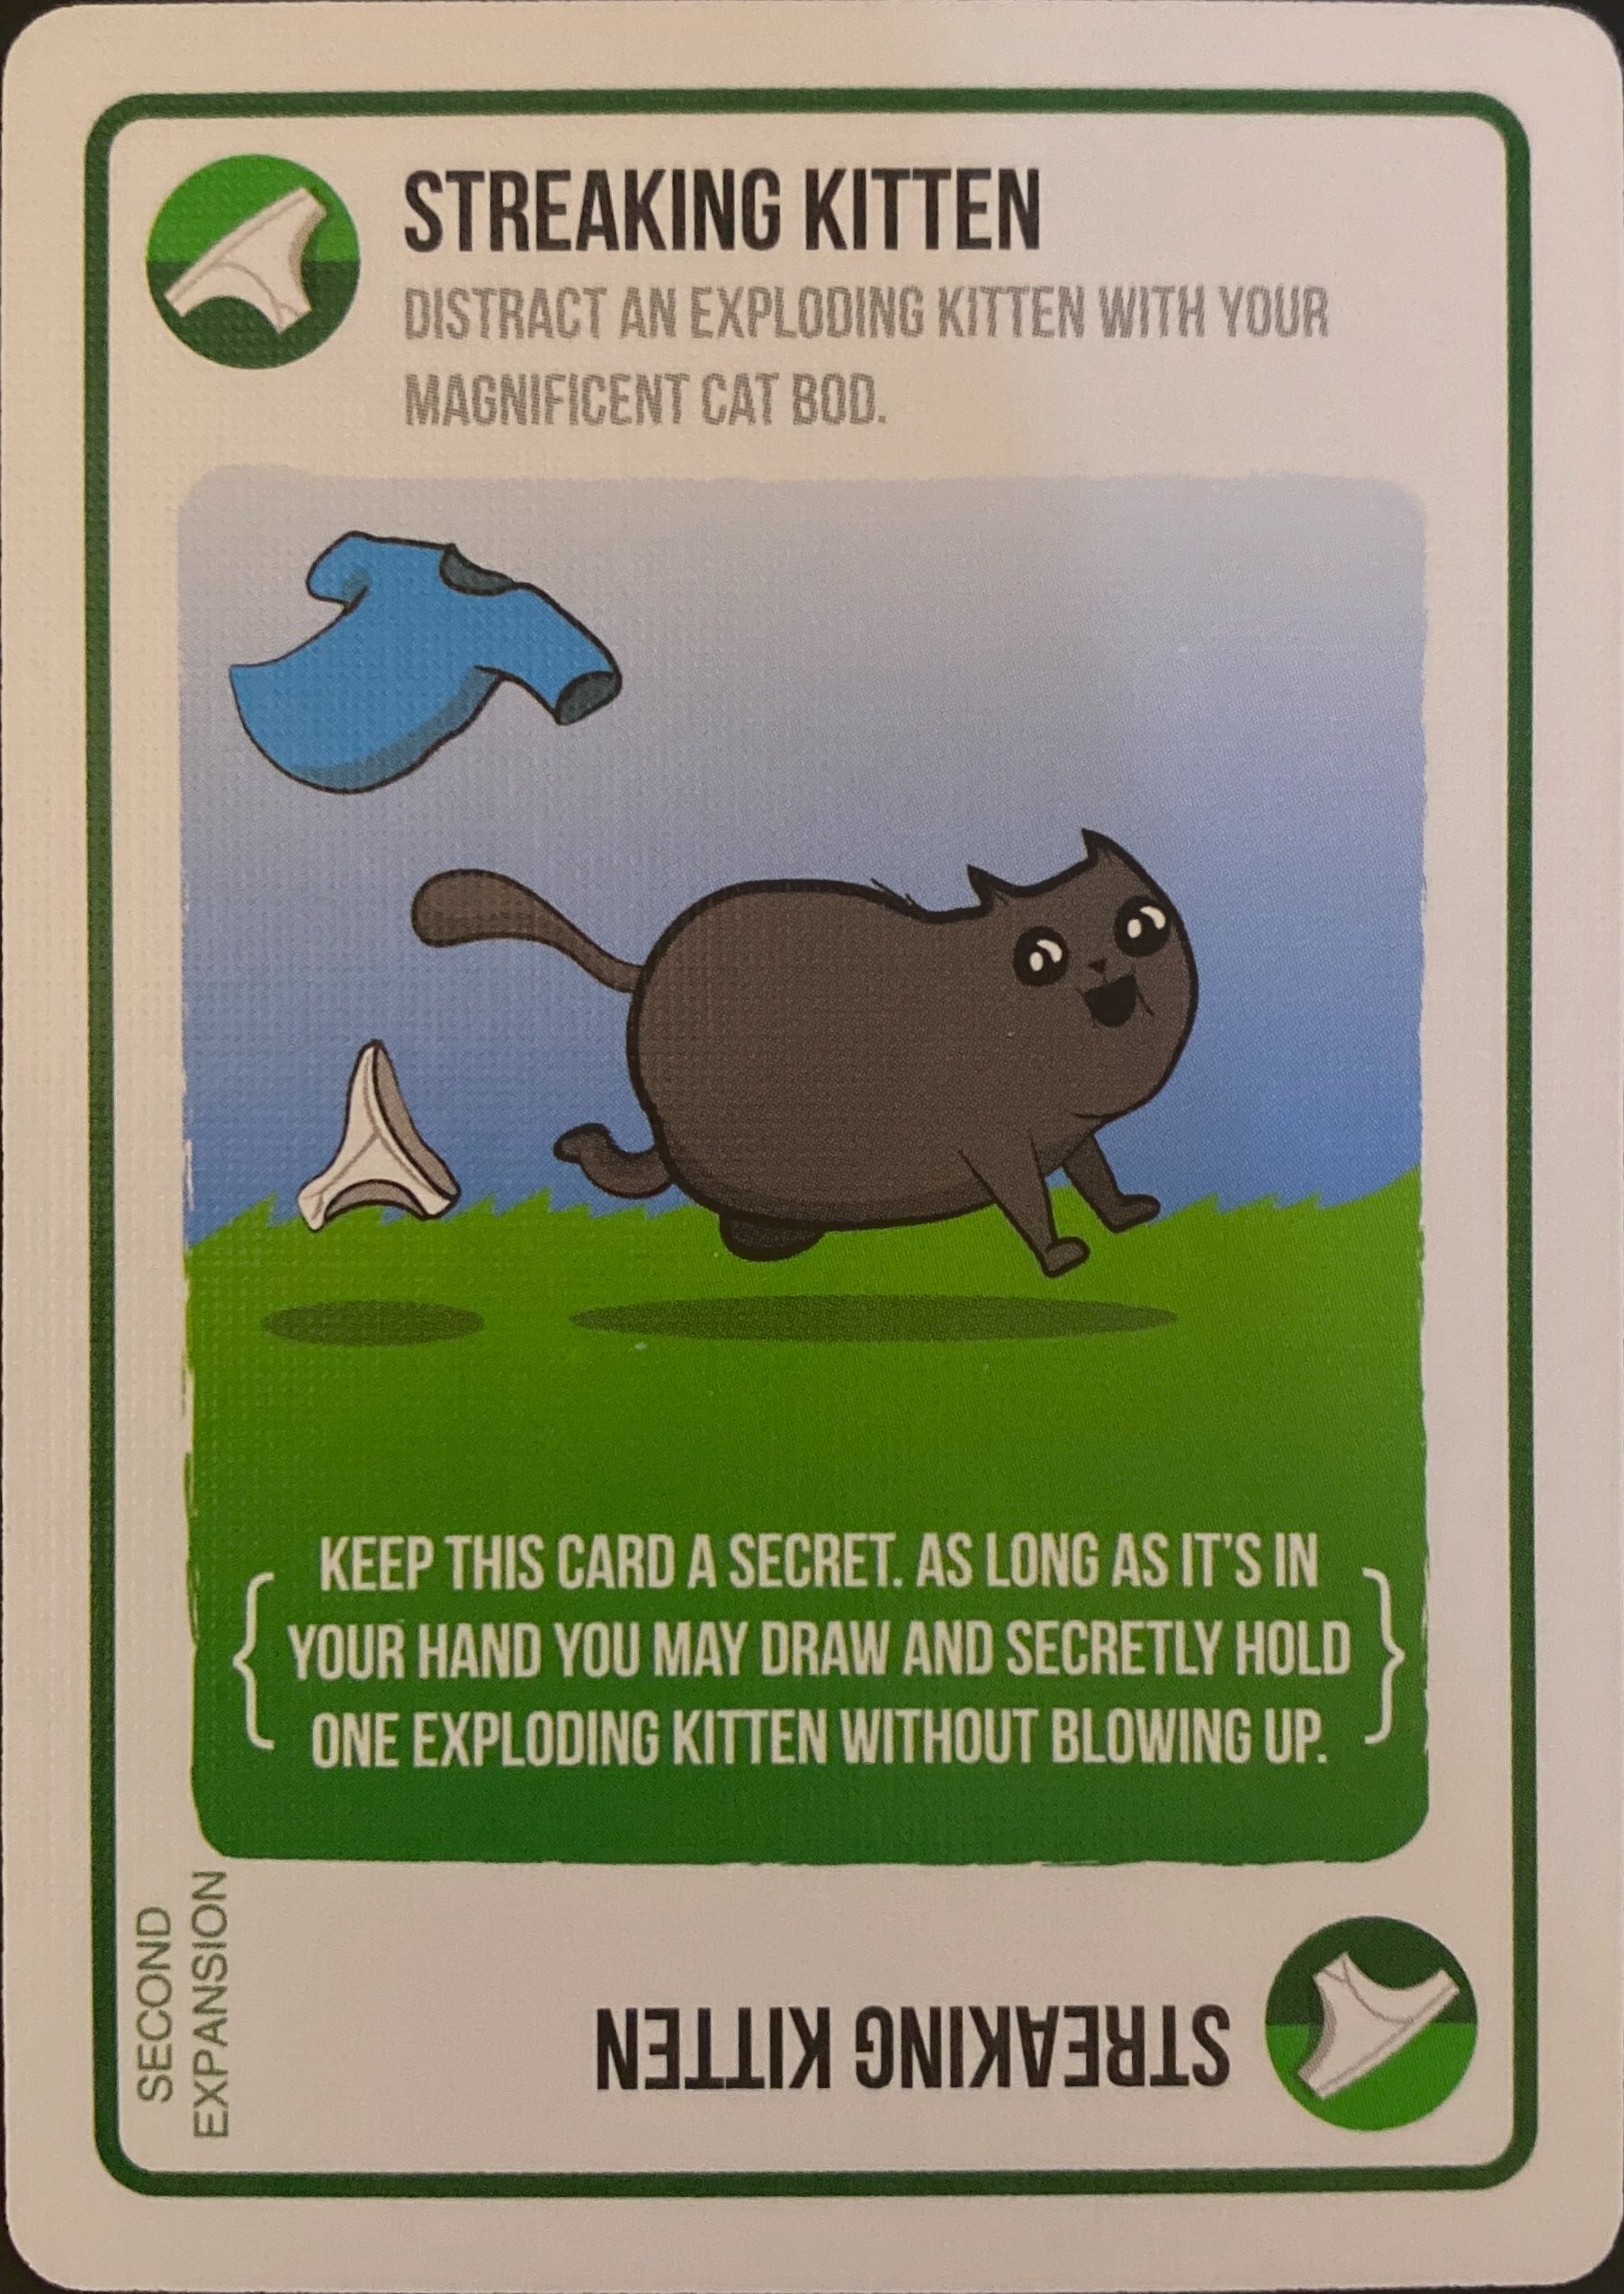 STREAKING KITTEN
DISTRACT AN EXPLODING KITTEN WITH YOUR
MAGNIFICENT CAT BOD.
KEEP THIS CARD A SECRET. AS LONG AS IT'S IN
YOUR HAND YOU MAY DRAW AND SECRETLY HOLD
ONE EXPLODING KITTEN WITHOUT BLOWING UP.
SECOND
EXPANSION
STREAKING KITTEN